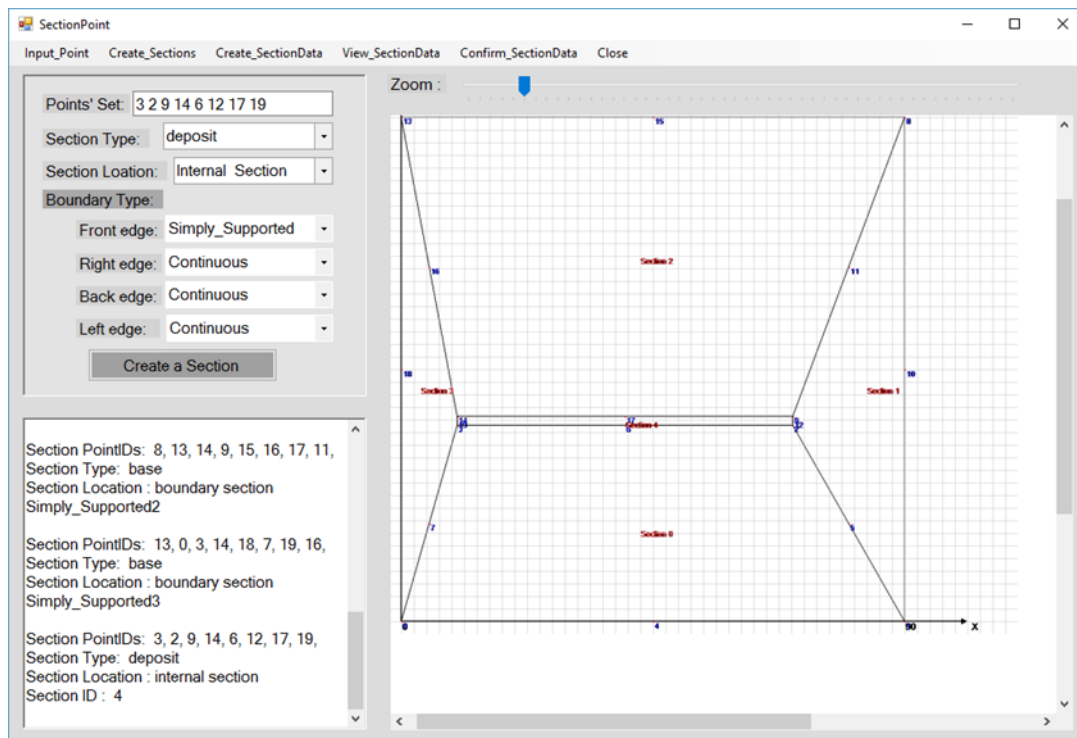 SectionPoint
Input_Point Create_Sections Create_SectionData View_SectionData Confirm_SectionData Close
Points' Set: 3 2 9 14 6 12 17 19
Section Type: deposit
Section Loation: Internal Section
Boundary Type:
Front edge: Simply_Supported
Right edge: Continuous
Back edge: Continuous
Left edge: Continuous
Create a Section
Section PointIDs: 8, 13, 14, 9, 15, 16, 17, 11,
Section Type: base
Section Location : boundary section
Simply_Supported2
Section PointIDs: 13, 0, 3, 14, 18, 7, 19, 16,
Section Type: base
Section Location : boundary section
Simply_Supported3
Section PointIDs: 3, 2, 9, 14, 6, 12, 17, 19,
Section Type: deposit
Section Location : internal section
Section ID : 4
Zoom :
13 15 8
Section 2
16 11
18 10
Section 3 Section 1
17
Section 4
7 5
Section 0
0 4 X